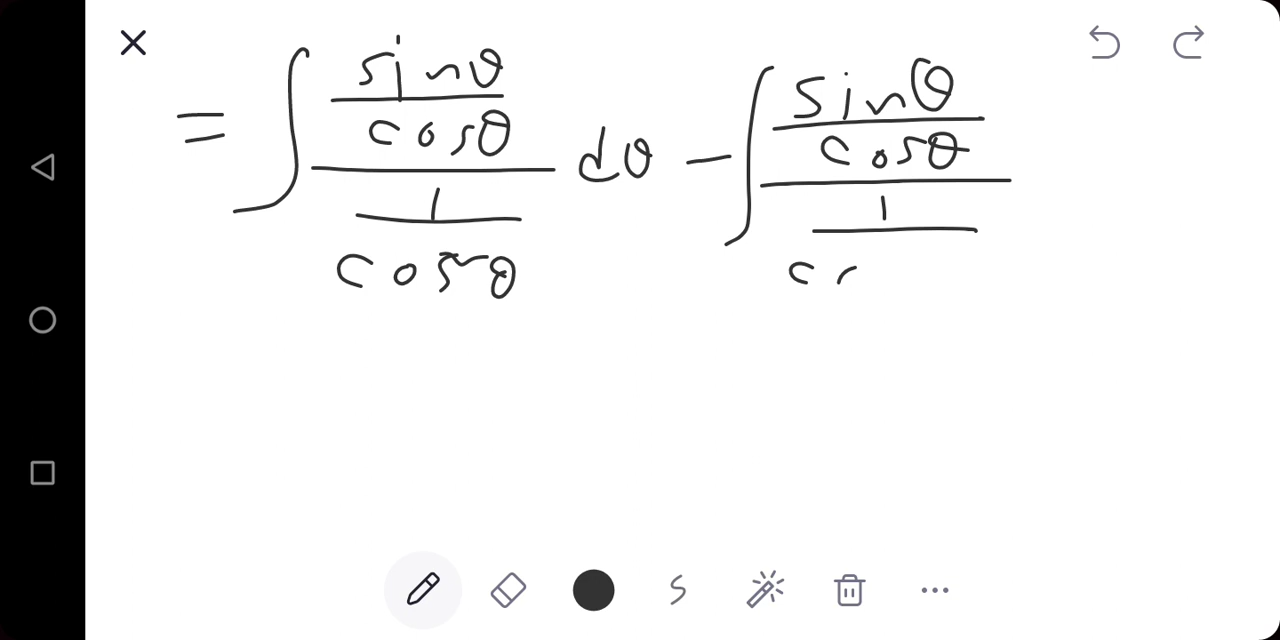 = ∫ (sinθ/cosθ)/(1/cosθ) dθ - ∫ (sinθ/cosθ)/(1/c